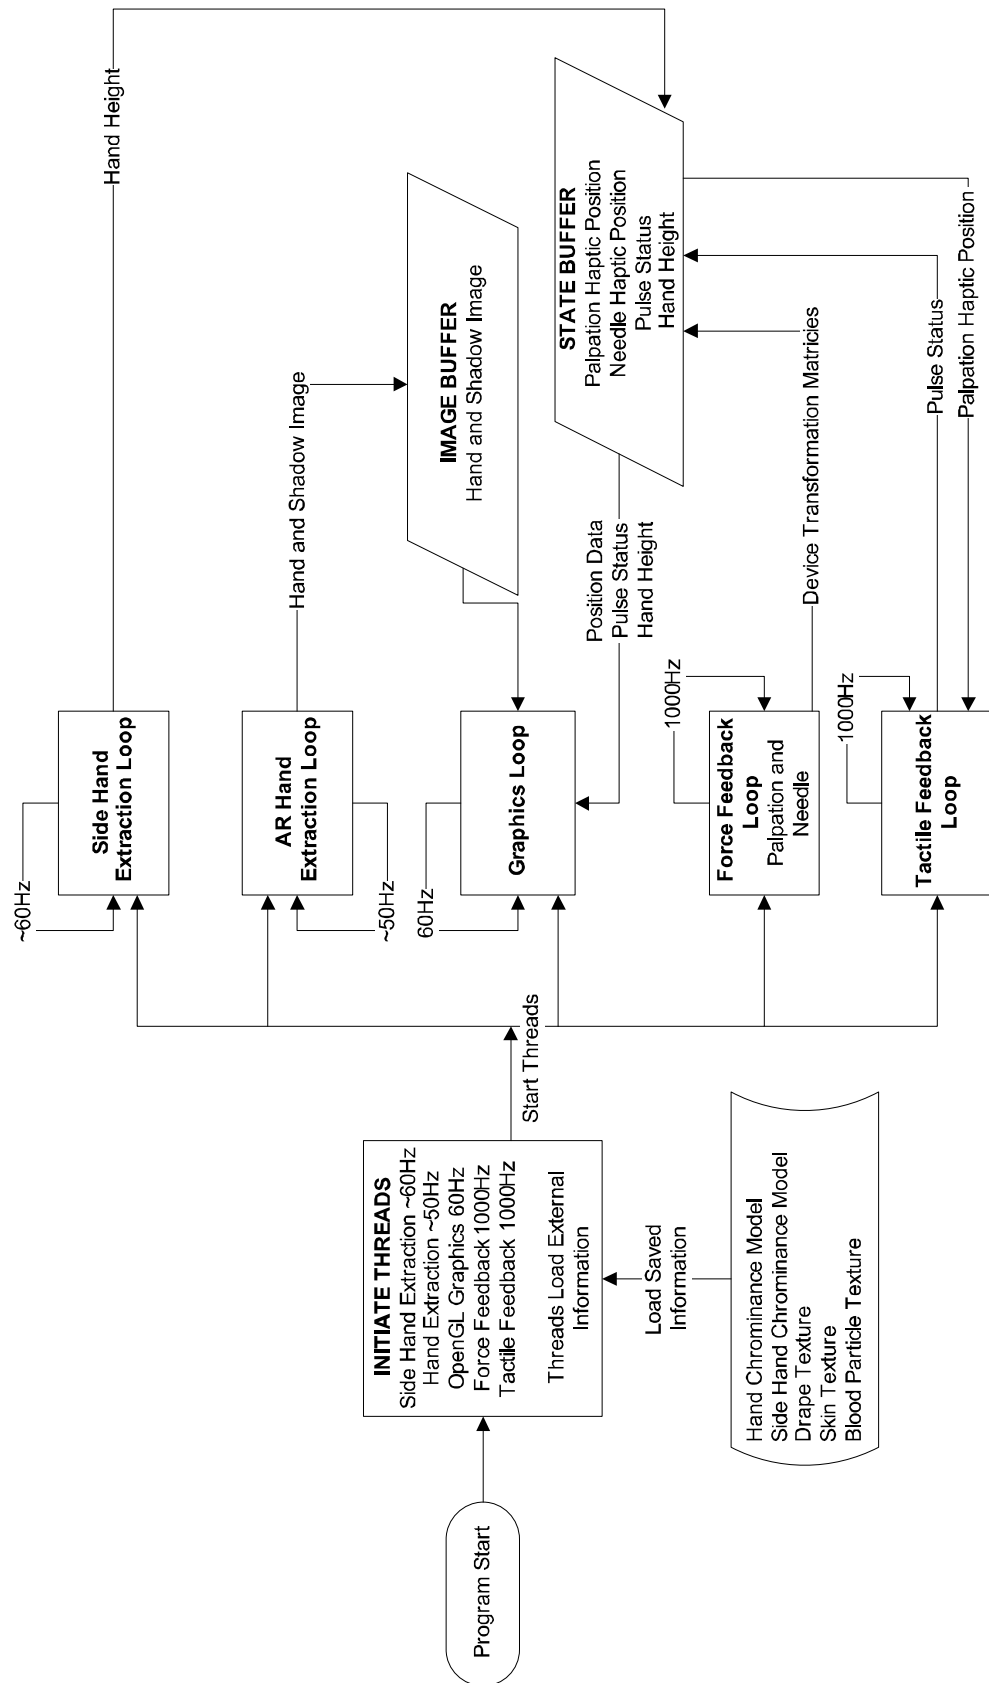 Program Start
INITIATE THREADS
Side Hand Extraction ~60Hz
Hand Extraction ~50Hz
OpenGL Graphics 60Hz
Force Feedback 1000Hz
Tactile Feedback 1000Hz
Threads Load External
Information
Load Saved
Information
Hand Chrominance Model
Side Hand Chrominance Model
Drape Texture
Skin Texture
Blood Particle Texture
Start Threads
~60Hz
Side Hand
Extraction Loop
Hand Height
AR Hand
Extraction Loop
~50Hz
Hand and Shadow Image
60Hz
Graphics Loop
IMAGE BUFFER
Hand and Shadow Image
Position Data
Pulse Status
Hand Height
STATE BUFFER
Palpation Haptic Position
Needle Haptic Position
Pulse Status
Hand Height
1000Hz
Force Feedback
Loop
Palpation and
Needle
Device Transformation Matricies
1000Hz
Tactile Feedback
Loop
Pulse Status
Palpation Haptic Position